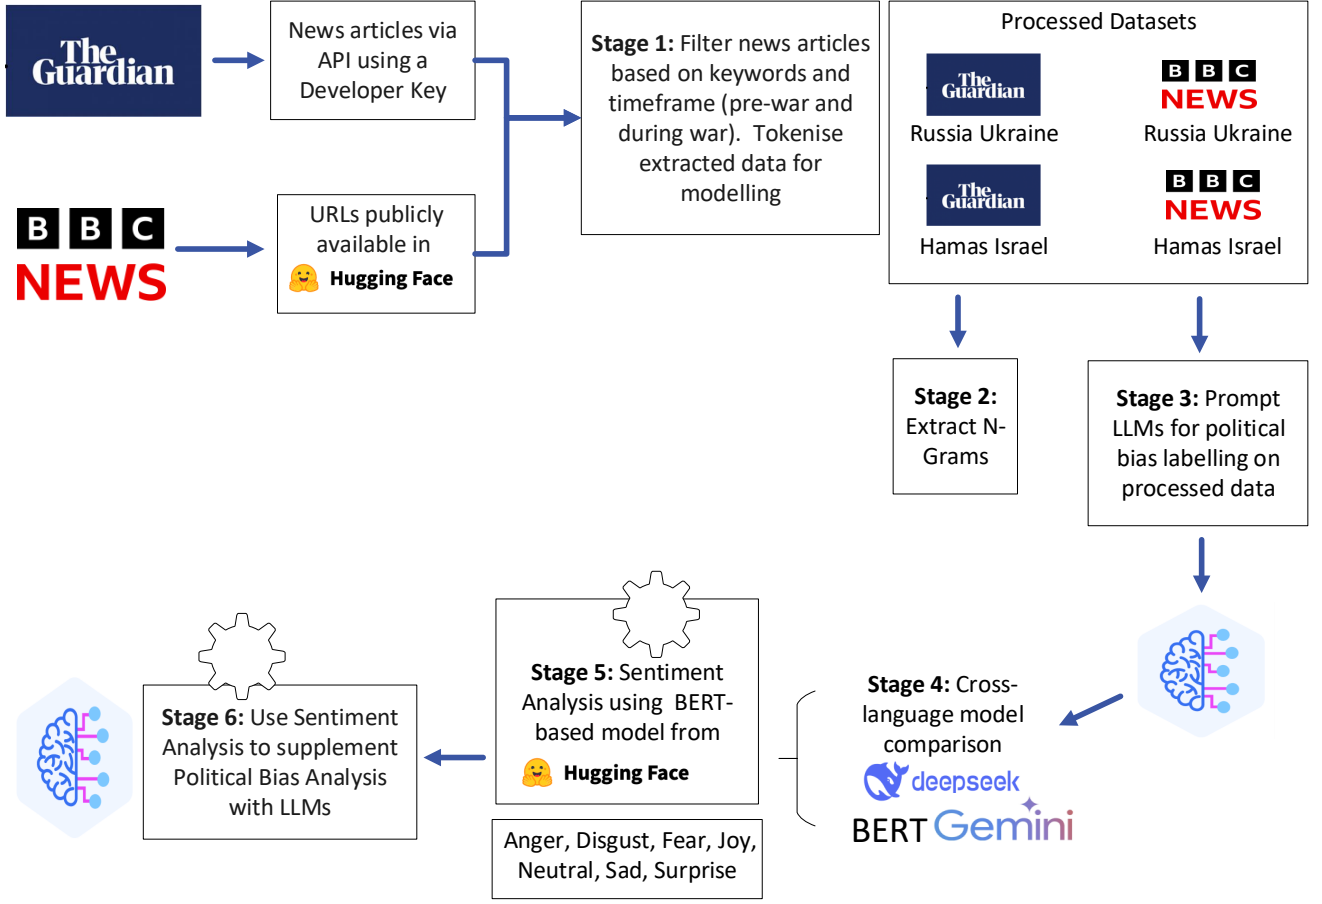 The
Guardian
News articles via
API using a
Developer Key
Stage 1: Filter news articles
based on keywords and
timeframe (pre-war and
during war). Tokenise
extracted data for
modelling
BBC
NEWS
URLs publicly
available in
Hugging Face
Processed Datasets
The
Guardian
Russia Ukraine
BBC
NEWS
Russia Ukraine
The
Guardian
Hamas Israel
BBC
NEWS
Hamas Israel
Stage 2:
Extract N-
Grams
Stage 3: Prompt
LLMs for political
bias labelling on
processed data
Stage 4: Cross-
language model
comparison
deepseek
BERT Gemini
Stage 5: Sentiment
Analysis using BERT-
based model from
Hugging Face
Anger, Disgust, Fear, Joy,
Neutral, Sad, Surprise
Stage 6: Use Sentiment
Analysis to supplement
Political Bias Analysis
with LLMs